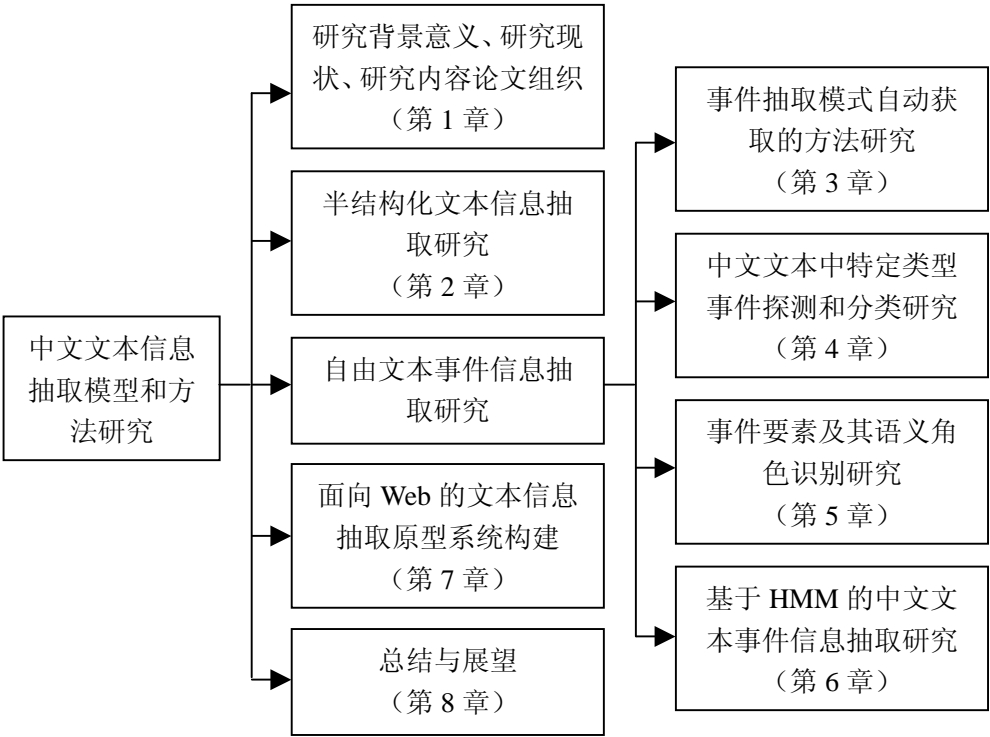 中文文本信息
抽取模型和方
法研究
研究背景意义、研究现
状、研究内容论文组织
（第 1 章）
半结构化文本信息抽
取研究
（第 2 章）
自由文本事件信息抽
取研究
面向 Web 的文本信息
抽取原型系统构建
（第 7 章）
总结与展望
（第 8 章）
事件抽取模式自动获
取的方法研究
（第 3 章）
中文文本中特定类型
事件探测和分类研究
（第 4 章）
事件要素及其语义角
色识别研究
（第 5 章）
基于 HMM 的中文文
本事件信息抽取研究
（第 6 章）